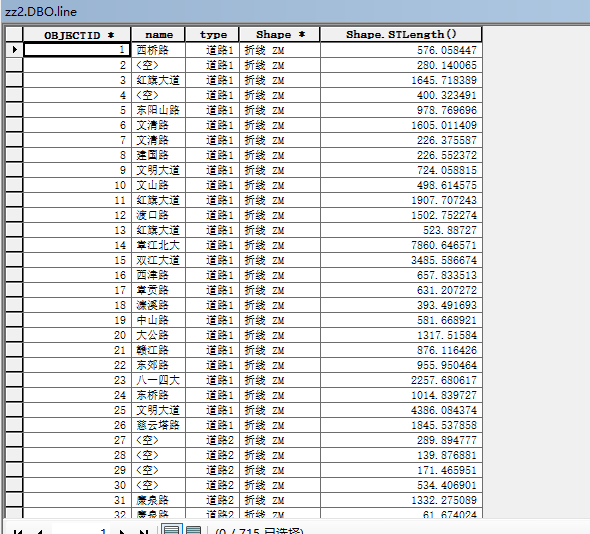 zz2.DBO.line
OBJECTID * name type Shape * Shape.STLength()
1 西桥路 道路1 折线 ZM 576.058447
2 <空> 道路1 折线 ZM 280.140065
3 红旗大道 道路1 折线 ZM 1645.718389
4 <空> 道路1 折线 ZM 400.323491
5 东阳山路 道路1 折线 ZM 978.769696
6 文清路 道路1 折线 ZM 1605.011409
7 文清路 道路1 折线 ZM 226.375587
8 建国路 道路1 折线 ZM 226.552372
9 文明大道 道路1 折线 ZM 724.058815
10 文山路 道路1 折线 ZM 498.614575
11 红旗大道 道路1 折线 ZM 1907.707243
12 渡口路 道路1 折线 ZM 1502.752274
13 红旗大道 道路1 折线 ZM 523.88727
14 章江北大 道路1 折线 ZM 7860.646571
15 双江大道 道路1 折线 ZM 3485.586674
16 西津路 道路1 折线 ZM 657.833513
17 章贡路 道路1 折线 ZM 631.207272
18 濂溪路 道路1 折线 ZM 393.491693
19 中山路 道路1 折线 ZM 581.668921
20 大公路 道路1 折线 ZM 1317.51584
21 赣江路 道路1 折线 ZM 876.116426
22 东郊路 道路1 折线 ZM 955.950464
23 八一四大 道路1 折线 ZM 2257.680617
24 东桥路 道路1 折线 ZM 1014.839727
25 文明大道 道路1 折线 ZM 4386.084374
26 慈云塔路 道路1 折线 ZM 1845.537858
27 <空> 道路2 折线 ZM 289.894777
28 <空> 道路2 折线 ZM 139.876881
29 <空> 道路2 折线 ZM 171.465951
30 <空> 道路2 折线 ZM 534.406901
31 廉泉路 道路2 折线 ZM 1332.275089
32 廉泉路 道路2 折线 ZM 61.674024
1 (0 / 715 已选择)